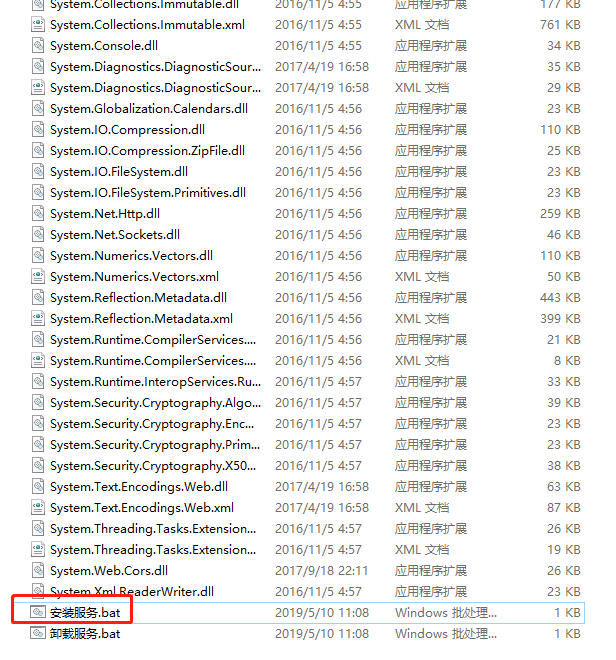 System.Collections.Immutable.dll 2016/11/5 4:55 应用程序扩展 177 KB
System.Collections.Immutable.xml 2016/11/5 4:55 XML 文档 761 KB
System.Console.dll 2016/11/5 4:55 应用程序扩展 34 KB
System.Diagnostics.DiagnosticSour... 2017/4/19 16:58 应用程序扩展 35 KB
System.Diagnostics.DiagnosticSour... 2017/4/19 16:58 XML 文档 29 KB
System.Globalization.Calendars.dll 2016/11/5 4:56 应用程序扩展 23 KB
System.IO.Compression.dll 2016/11/5 4:56 应用程序扩展 110 KB
System.IO.Compression.ZipFile.dll 2016/11/5 4:56 应用程序扩展 25 KB
System.IO.FileSystem.dll 2016/11/5 4:56 应用程序扩展 23 KB
System.IO.FileSystem.Primitives.dll 2016/11/5 4:56 应用程序扩展 23 KB
System.Net.Http.dll 2016/11/5 4:56 应用程序扩展 259 KB
System.Net.Sockets.dll 2016/11/5 4:56 应用程序扩展 46 KB
System.Numerics.Vectors.dll 2016/11/5 4:56 应用程序扩展 110 KB
System.Numerics.Vectors.xml 2016/11/5 4:56 XML 文档 50 KB
System.Reflection.Metadata.dll 2016/11/5 4:56 应用程序扩展 443 KB
System.Reflection.Metadata.xml 2016/11/5 4:56 XML 文档 399 KB
System.Runtime.CompilerServices.... 2016/11/5 4:56 应用程序扩展 21 KB
System.Runtime.CompilerServices.... 2016/11/5 4:56 XML 文档 8 KB
System.Runtime.InteropServices.Ru... 2016/11/5 4:57 应用程序扩展 33 KB
System.Security.Cryptography.Algo... 2016/11/5 4:57 应用程序扩展 39 KB
System.Security.Cryptography.Enc... 2016/11/5 4:57 应用程序扩展 23 KB
System.Security.Cryptography.Prim... 2016/11/5 4:57 应用程序扩展 23 KB
System.Security.Cryptography.X50... 2016/11/5 4:57 应用程序扩展 38 KB
System.Text.Encodings.Web.dll 2017/4/19 16:58 应用程序扩展 63 KB
System.Text.Encodings.Web.xml 2017/4/19 16:58 XML 文档 87 KB
System.Threading.Tasks.Extension... 2016/11/5 4:57 应用程序扩展 26 KB
System.Threading.Tasks.Extension... 2016/11/5 4:57 XML 文档 19 KB
System.Web.Cors.dll 2017/9/18 22:11 应用程序扩展 26 KB
System.Xml.ReaderWriter.dll 2016/11/5 4:57 应用程序扩展 23 KB
安装服务.bat 2019/5/10 11:08 Windows 批处理... 1 KB
卸载服务.bat 2019/5/10 11:08 Windows 批处理... 1 KB